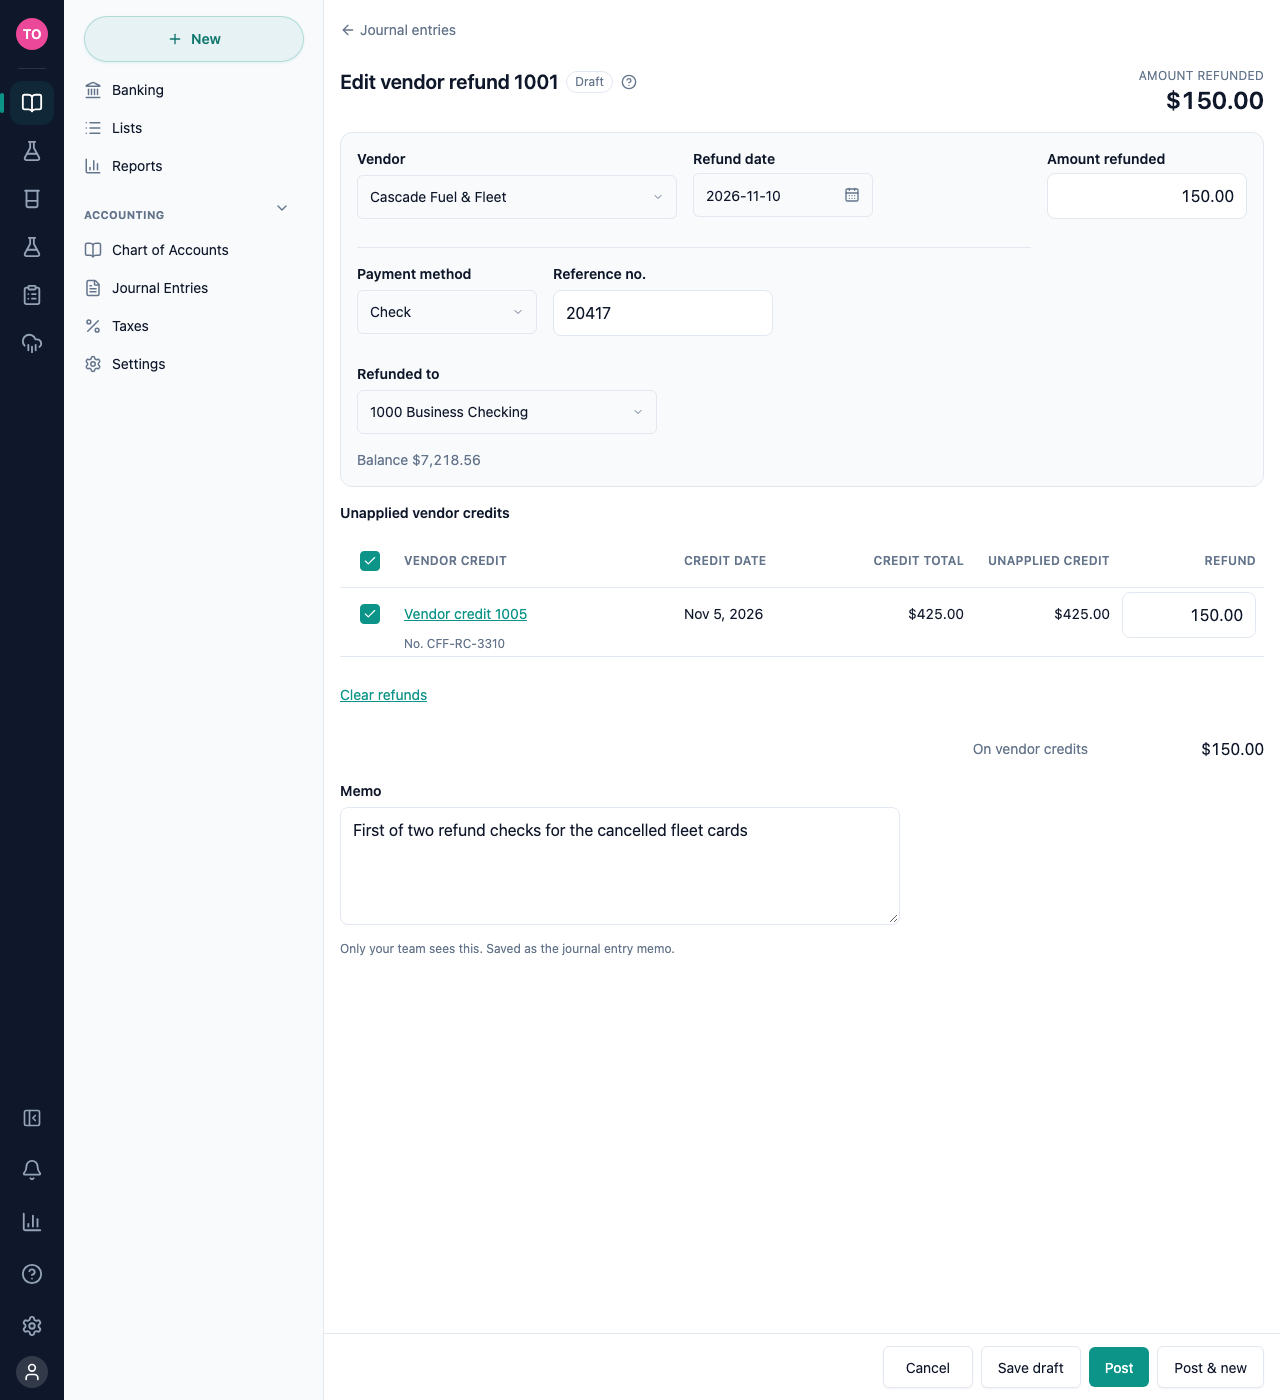 TO
New
Banking
Lists
Reports
ACCOUNTING
Chart of Accounts
Journal Entries
Taxes
Settings
Journal entries
Edit vendor refund 1001
Draft
AMOUNT REFUNDED
$150.00
Vendor
Refund date
Amount refunded
Cascade Fuel & Fleet
2026-11-10
150.00
Payment method
Reference no.
Check
20417
Refunded to
1000 Business Checking
Balance $7,218.56
Unapplied vendor credits
VENDOR CREDIT CREDIT DATE CREDIT TOTAL UNAPPLIED CREDIT REFUND
Vendor credit 1005 Nov 5, 2026 $425.00 $425.00 150.00
No. CFF-RC-3310
Clear refunds
On vendor credits $150.00
Memo
First of two refund checks for the cancelled fleet cards
Only your team sees this. Saved as the journal entry memo.
Cancel
Save draft
Post
Post & new